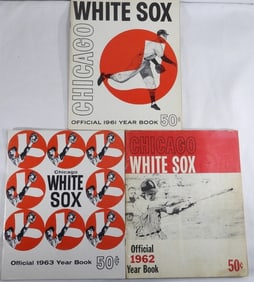 WHITE SOX
CHICAGO
OFFICIAL 1961 YEAR BOOK 50¢
Chicago
WHITE
SOX
Official 1963 Year Book 50¢
CHICAGO
WHITE SOX
Official
1962
Year Book 50¢